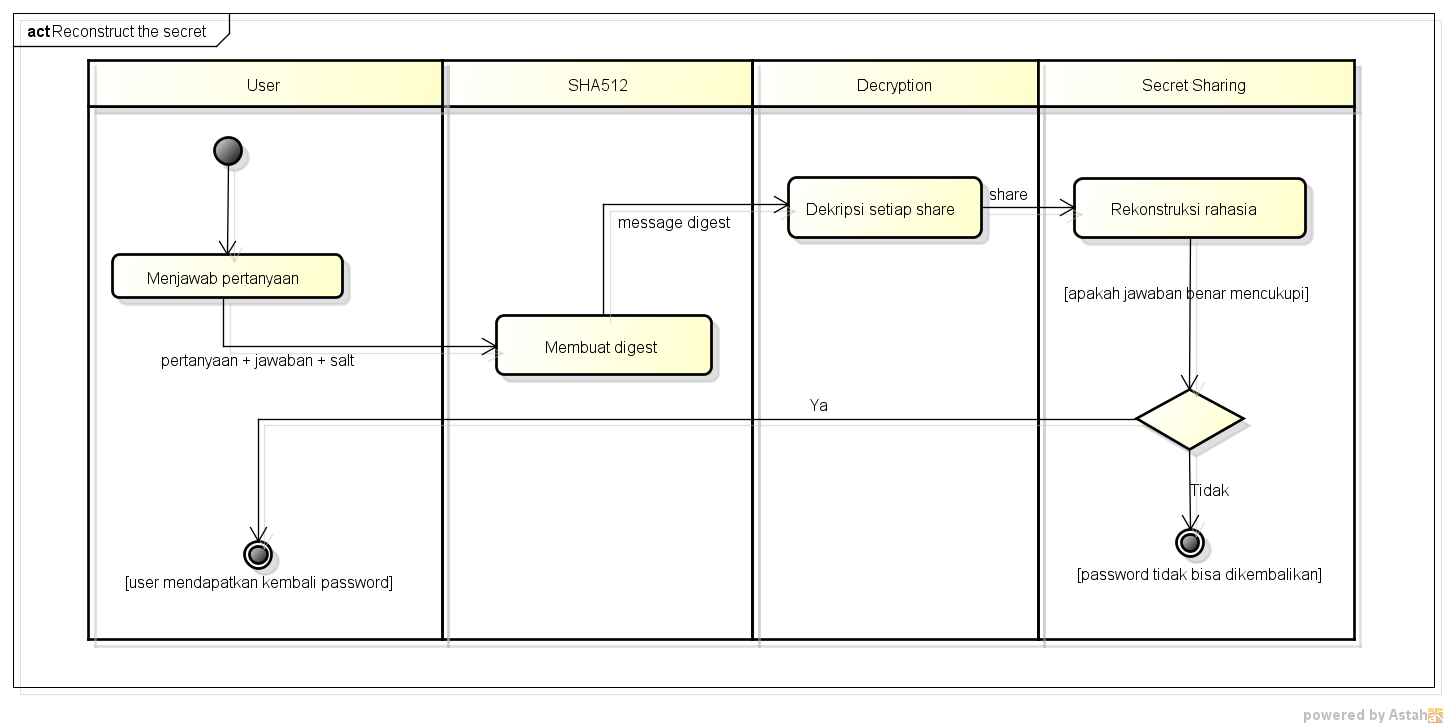 act Reconstruct the secret
User
SHA512
Decryption
Secret Sharing
Menjawab pertanyaan
pertanyaan + jawaban + salt
Membuat digest
message digest
Dekripsi setiap share
share
Rekonstruksi rahasia
[apakah jawaban benar mencukupi]
Ya
Tidak
[user mendapatkan kembali password]
[password tidak bisa dikembalikan]
powered by Astah